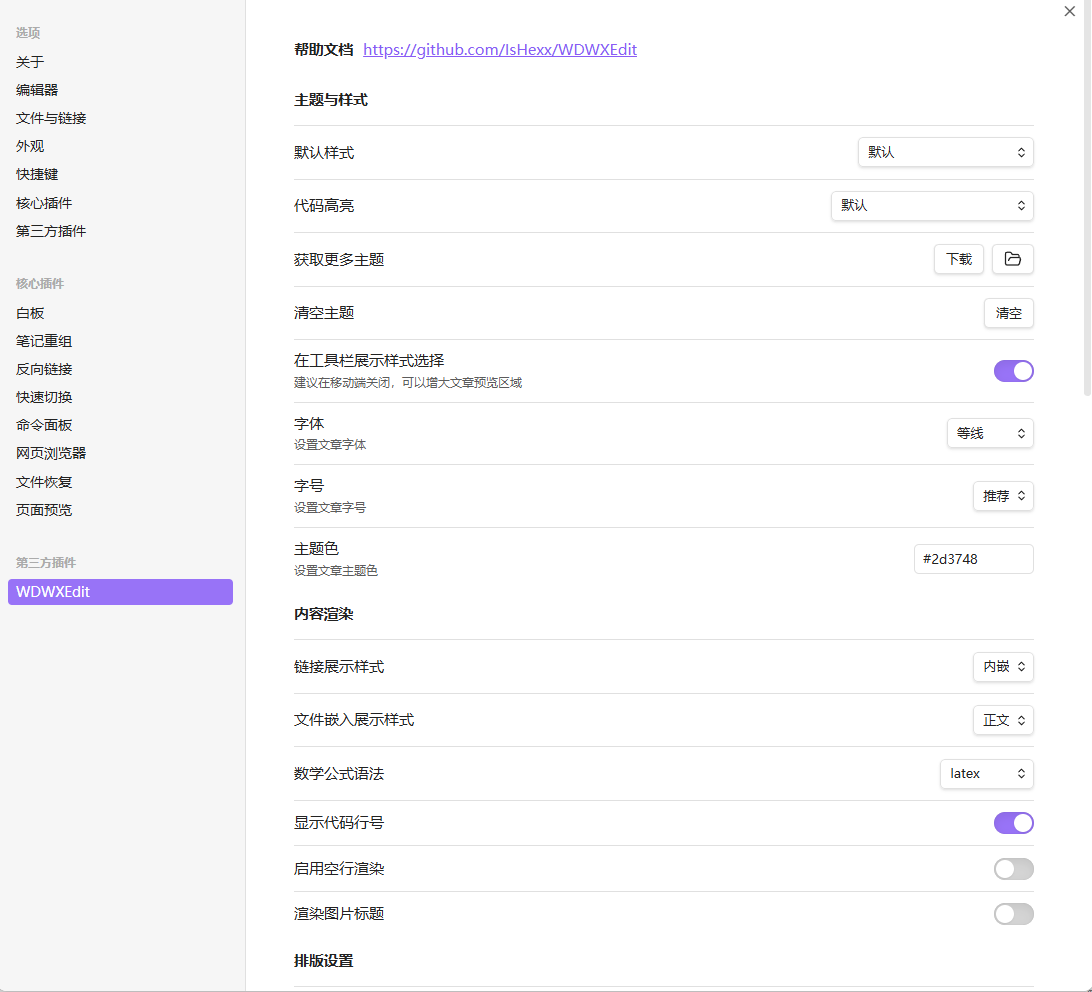 选项
关于
编辑器
文件与链接
外观
快捷键
核心插件
第三方插件
核心插件
白板
笔记重组
反向链接
快速切换
命令面板
网页浏览器
文件恢复
页面预览
第三方插件
WDWXEdit
帮助文档 https://github.com/IsHexx/WDWXEdit
主题与样式
默认样式 默认
代码高亮 默认
获取更多主题 下载
清空主题 清空
在工具栏展示样式选择
建议在移动端关闭，可以增大文章预览区域
字体 等线
设置文章字体
字号 推荐
设置文章字号
主题色 #2d3748
设置文章主题色
内容渲染
链接展示样式 内嵌
文件嵌入展示样式 正文
数学公式语法 latex
显示代码行号
启用空行渲染
渲染图片标题
排版设置